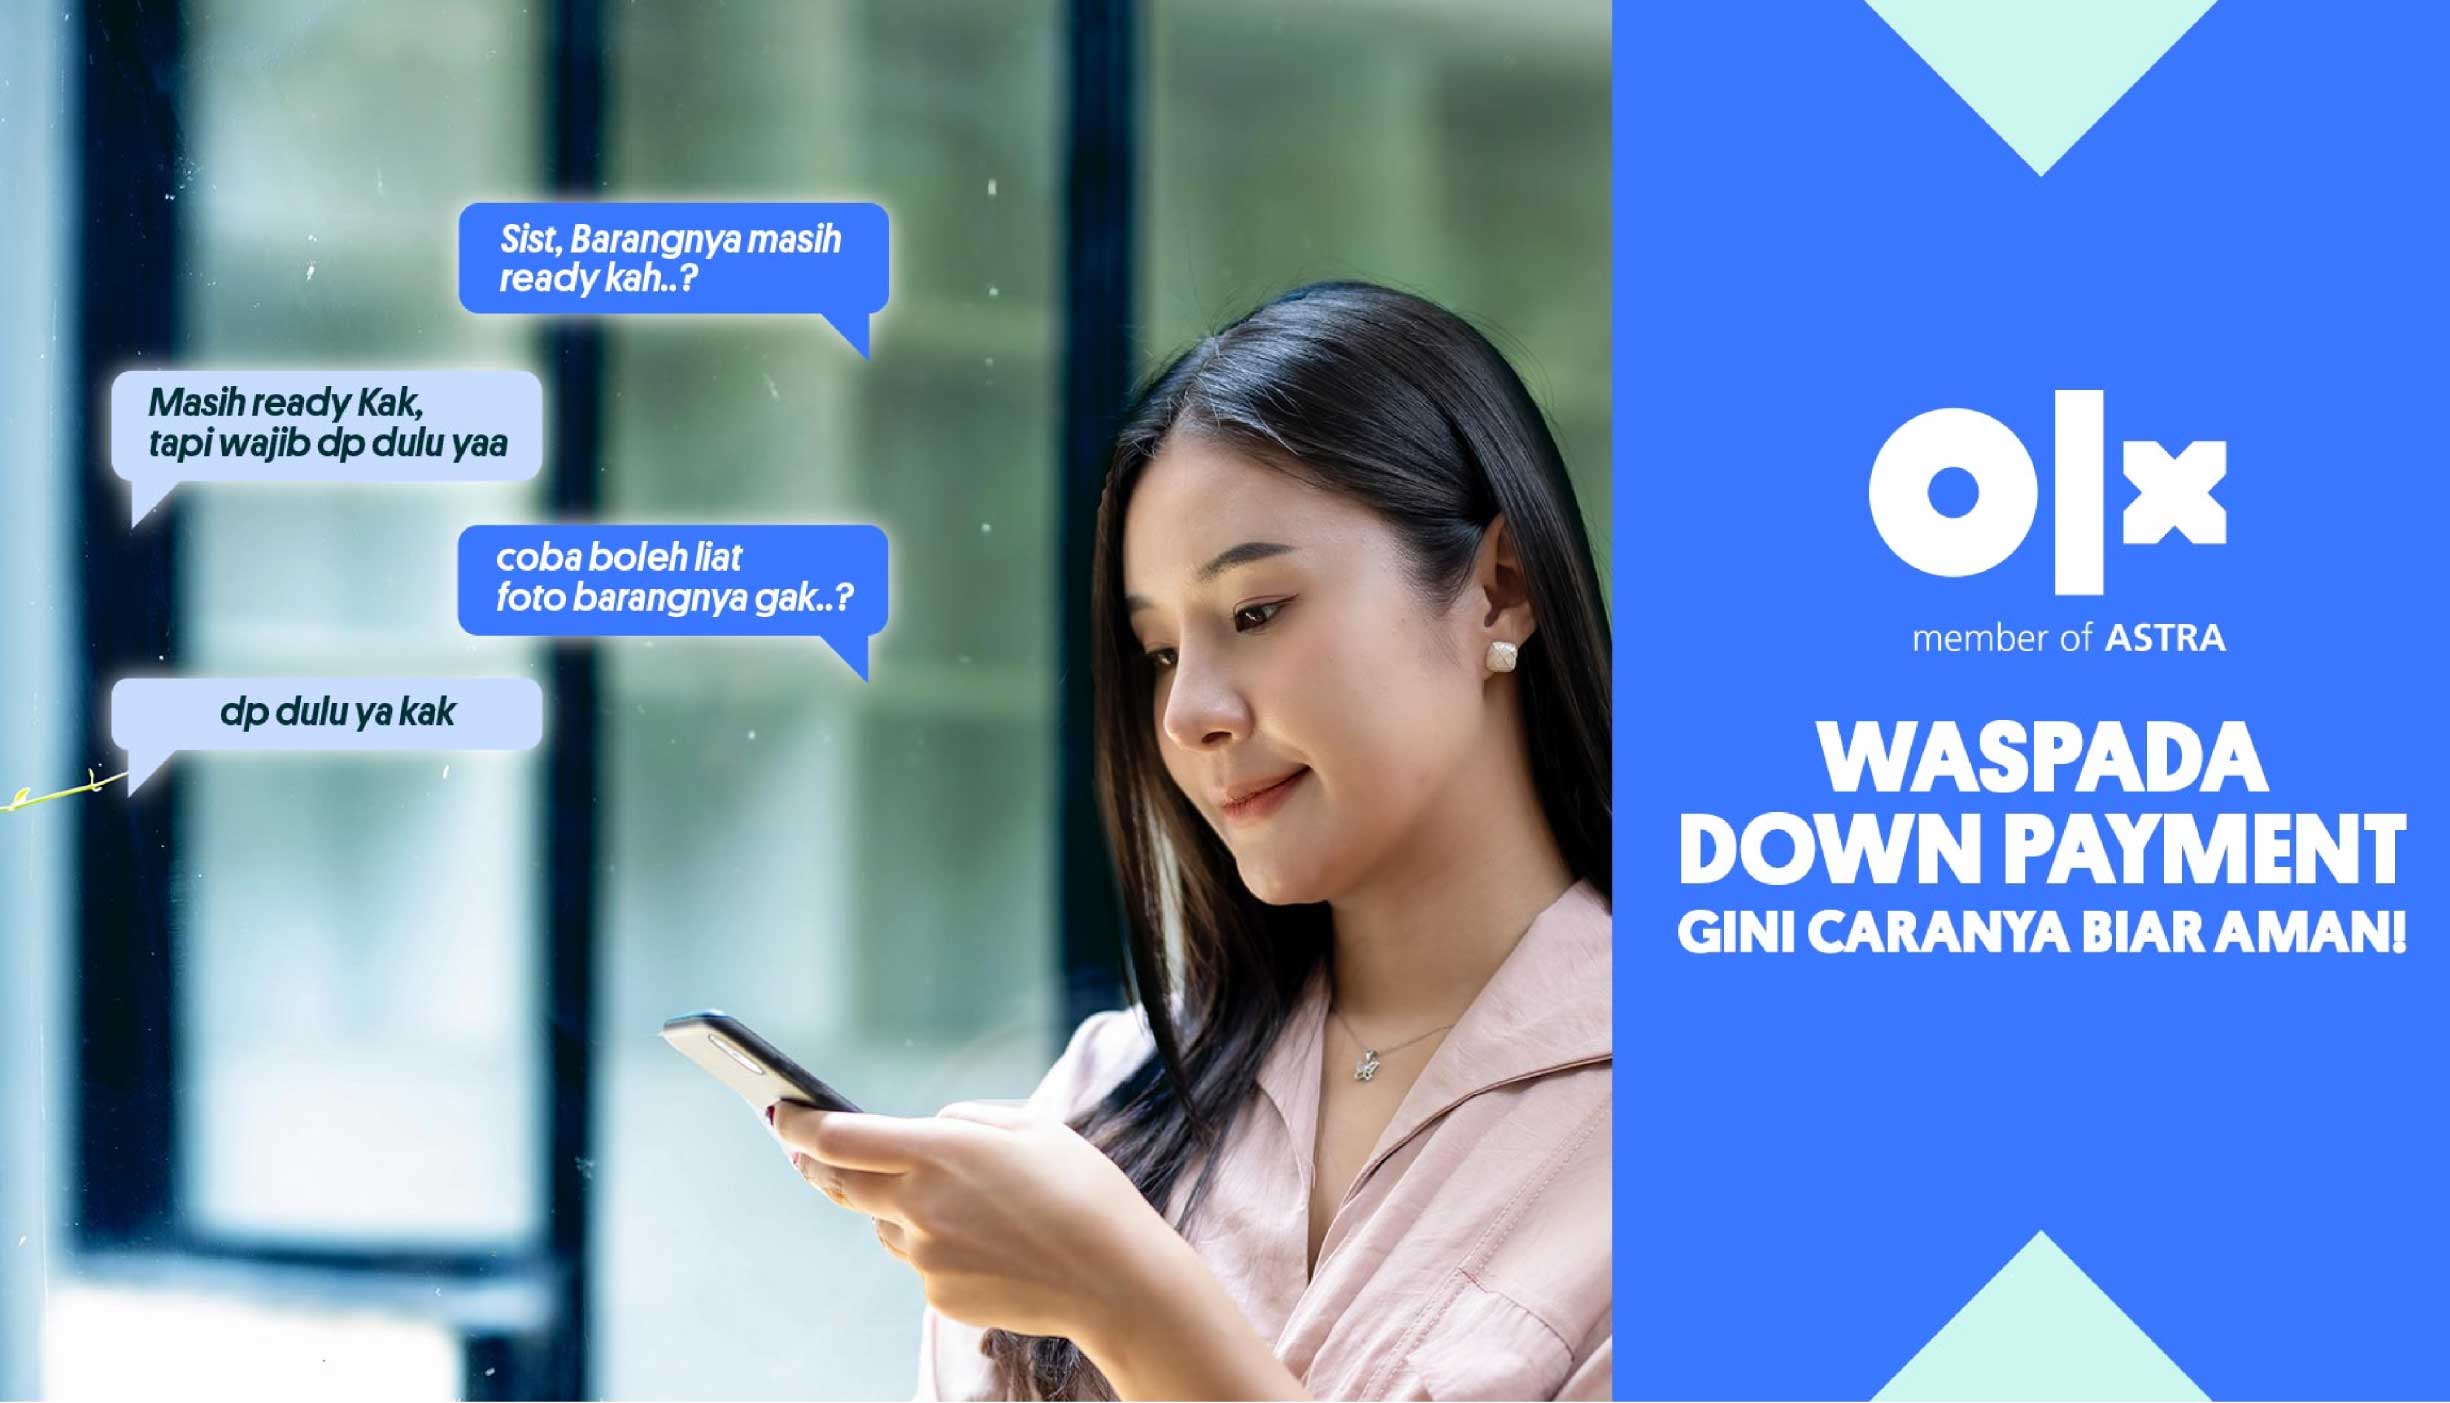 Sist, Barangnya masih
ready kah..?
Masih ready Kak,
tapi wajib dp dulu yaa
coba boleh liat
foto barangnya gak..?
dp dulu ya kak
olx
member of ASTRA
WASPADA
DOWN PAYMENT
GINI CARANYA BIAR AMAN!